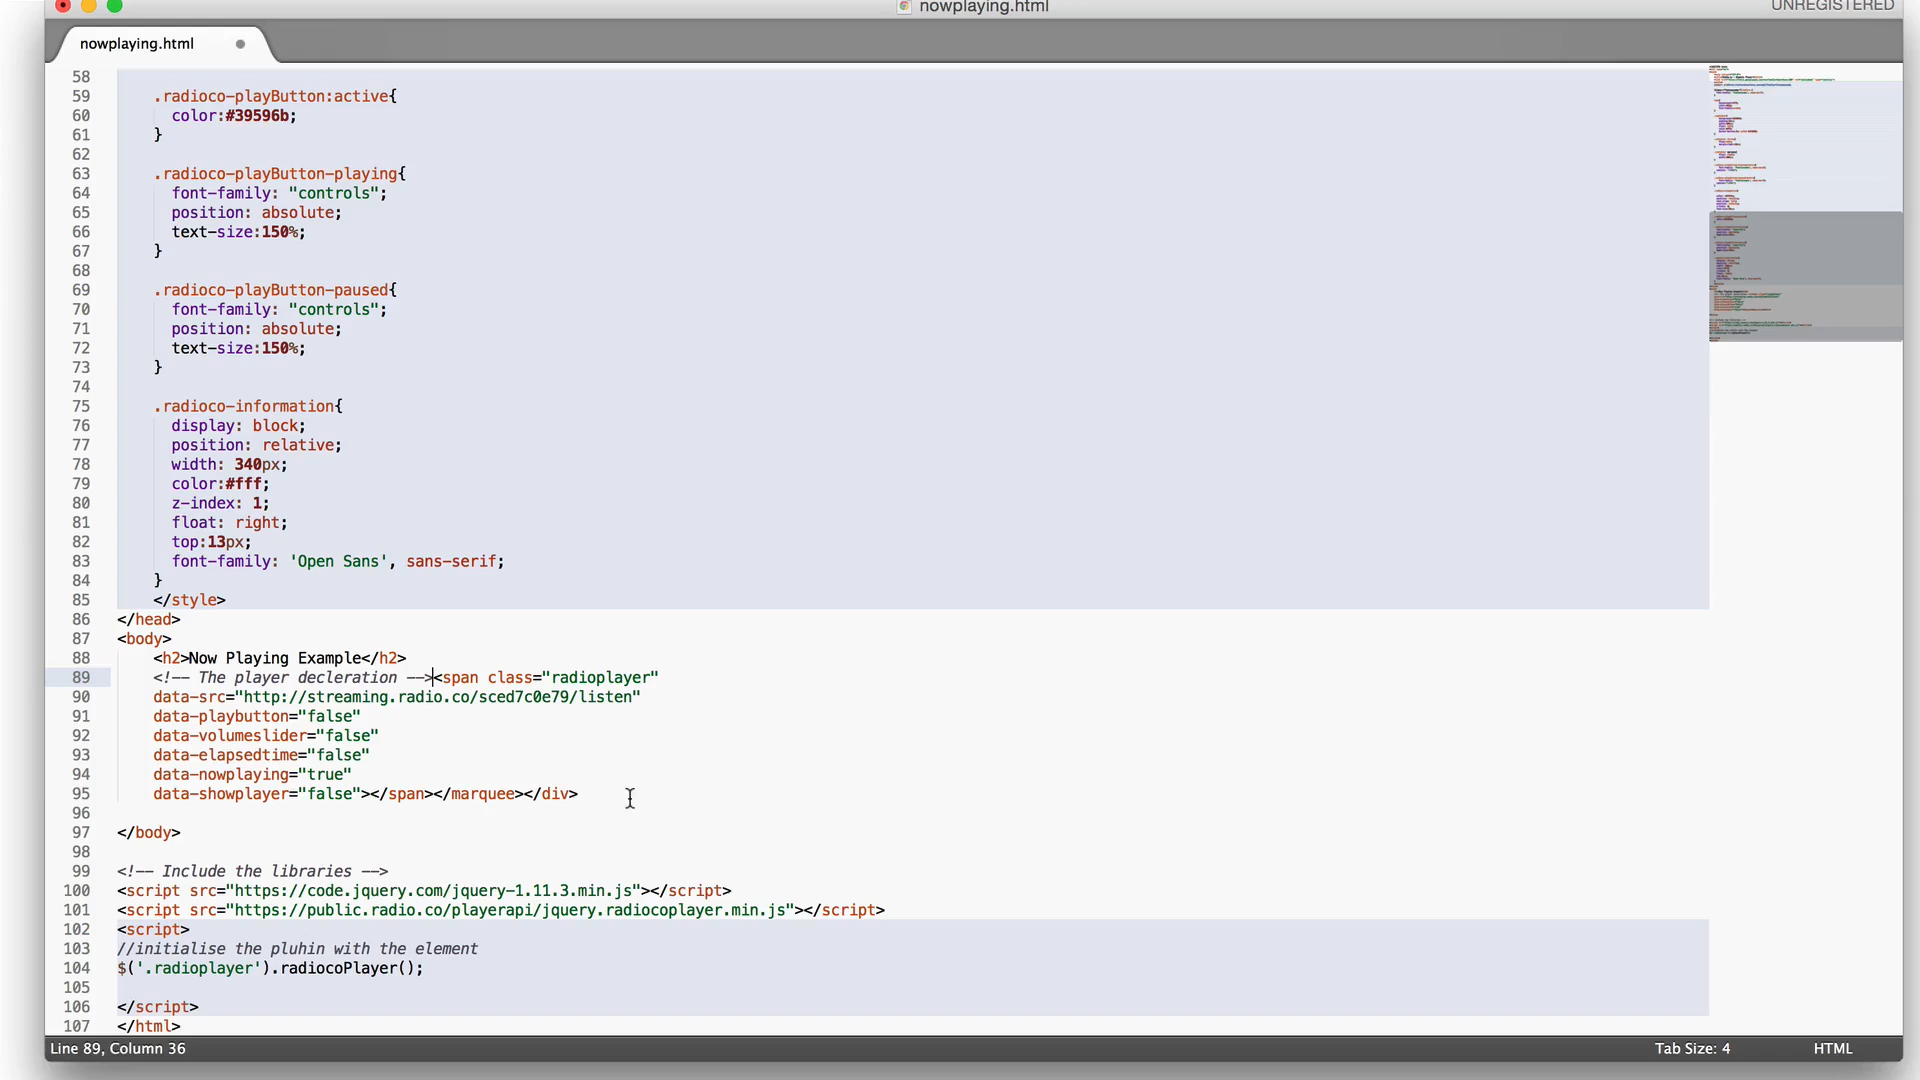 nowplaying.html
UNREGISTERED
nowplaying.html
58
59 .radioco-playButton:active{
60 color:#39596b;
61 }
62
63 .radioco-playButton-playing{
64 font-family: "controls";
65 position: absolute;
66 text-size:150%;
67 }
68
69 .radioco-playButton-paused{
70 font-family: "controls";
71 position: absolute;
72 text-size:150%;
73 }
74
75 .radioco-information{
76 display: block;
77 position: relative;
78 width: 340px;
79 color:#fff;
80 z-index: 1;
81 float: right;
82 top:13px;
83 font-family: 'Open Sans', sans-serif;
84 }
85 </style>
86 </head>
87 <body>
88 <h2>Now Playing Example</h2>
89 <!-- The player decleration --><span class="radioplayer"
90 data-src="http://streaming.radio.co/sced7c0e79/listen"
91 data-playbutton="false"
92 data-volumeslider="false"
93 data-elapsedtime="false"
94 data-nowplaying="true"
95 data-showplayer="false"></span></marquee></div>
96
97 </body>
98
99 <!-- Include the libraries -->
100 <script src="https://code.jquery.com/jquery-1.11.3.min.js"></script>
101 <script src="https://public.radio.co/playerapi/jquery.radiocoplayer.min.js"></script>
102 <script>
103 //initialise the pluhin with the element
104 $('.radioplayer').radiocoPlayer();
105
106 </script>
107 </html>
Line 89, Column 36
Tab Size: 4
HTML